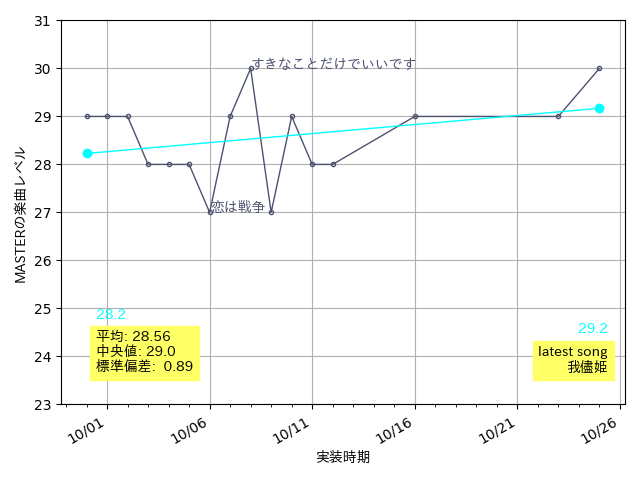 31
30
29
28
27
26
25
24
23
MASTERの楽曲レベル
すきなことだけでいいです
恋は戦争
28.2
平均: 28.56
中央値: 29.0
標準偏差: 0.89
29.2
latest song
我儘姫
10/01
10/06
10/11
10/16
10/21
10/26
実装時期